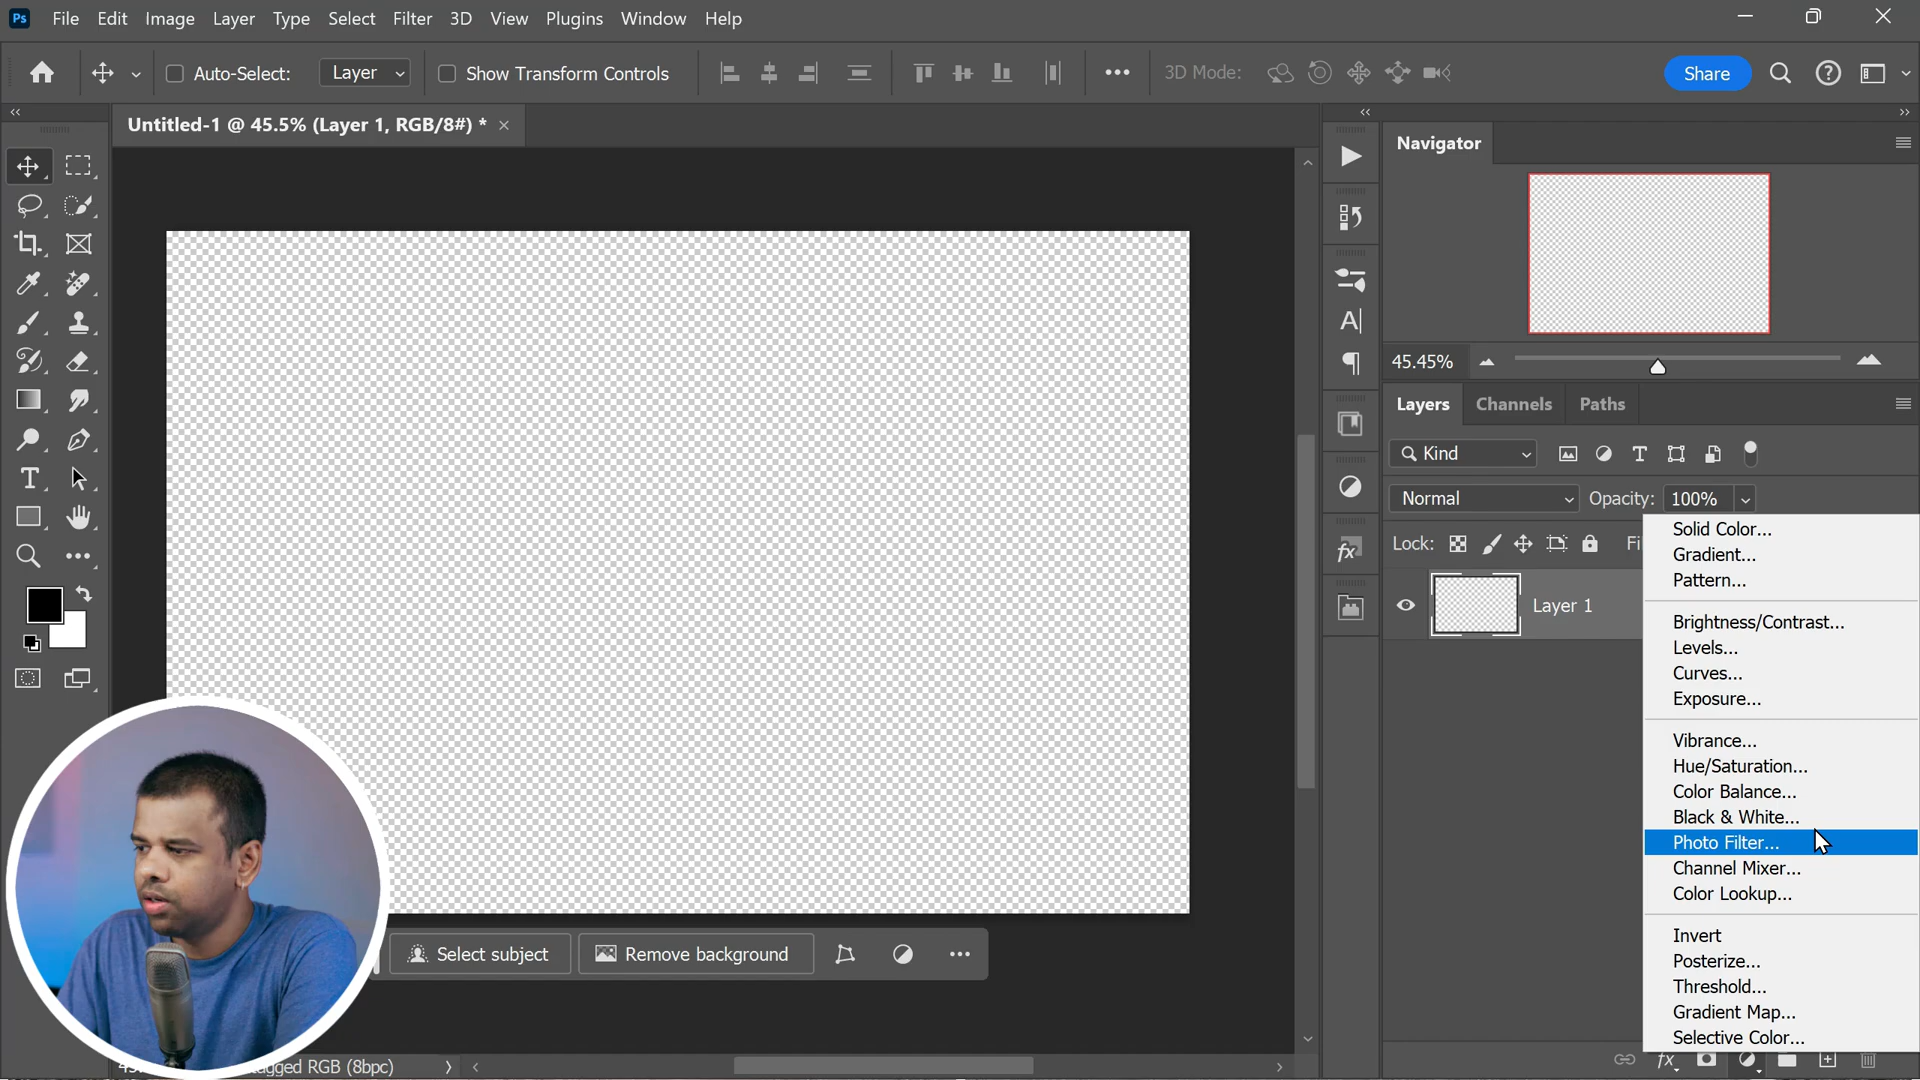 Ps File Edit Image Layer Type Select Filter 3D View Plugins Window Help
Auto-Select: Layer Show Transform Controls 3D Mode: Share
Untitled-1 @ 45.5% (Layer 1, RGB/8#) *
Navigator
45.45%
Layers Channels Paths
Kind
Normal Opacity: 100%
Lock:
Layer 1
Solid Color...
Gradient...
Pattern...
Brightness/Contrast...
Levels...
Curves...
Exposure...
Vibrance...
Hue/Saturation...
Color Balance...
Black & White...
Photo Filter...
Channel Mixer...
Color Lookup...
Invert
Posterize...
Threshold...
Gradient Map...
Selective Color...
Select subject Remove background
RGB (8bpc)
fx